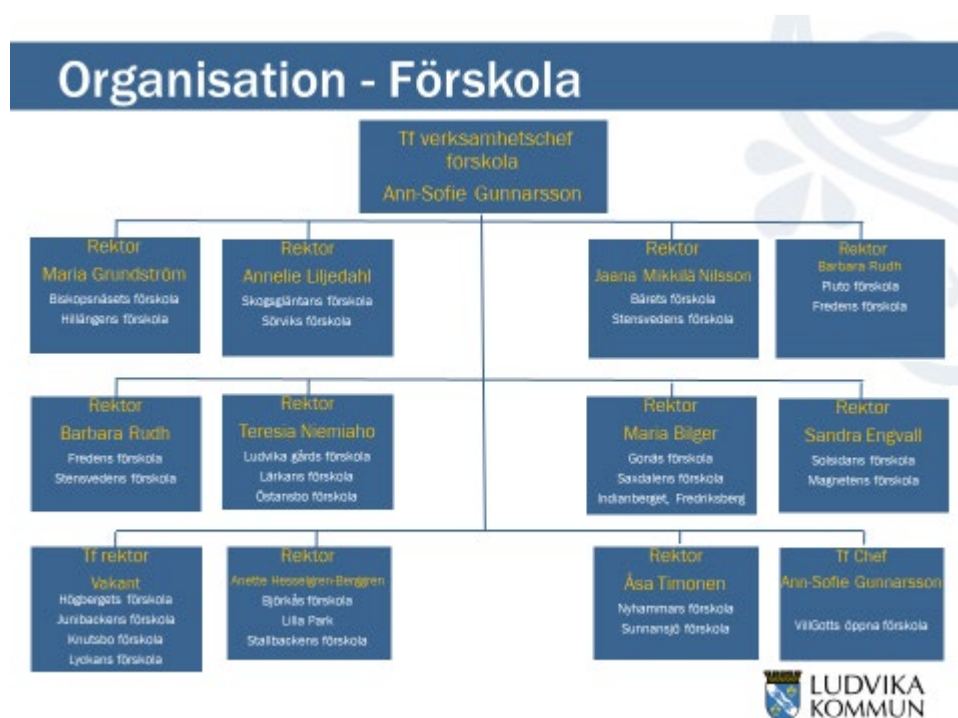 Organisation - Förskola
Tf verksamhetschef
förskola
Ann-Sofie Gunnarsson
Rektor
Maria Grundström
Biskopsnäsets förskola
Hillängens förskola
Rektor
Annelie Liljedahl
Skogsgläntans förskola
Sörviks förskola
Rektor
Jaana Mikkilä Nilsson
Bärets förskola
Stensvedens förskola
Rektor
Barbara Rudh
Pluto förskola
Fredens förskola
Rektor
Barbara Rudh
Fredens förskola
Stensvedens förskola
Rektor
Teresia Niemiaho
Ludvika gårds förskola
Lärkans förskola
Östansbo förskola
Rektor
Maria Bilger
Gonäs förskola
Saxdalens förskola
Indianberget, Fredriksberg
Rektor
Sandra Engvall
Solsidans förskola
Magnetens förskola
Tf rektor
Vakant
Högbergets förskola
Junibackens förskola
Knutsbo förskola
Lyckans förskola
Rektor
Anette Hesselgren-Berggren
Björkås förskola
Lilla Park
Stallbackens förskola
Rektor
Åsa Timonen
Nyhammars förskola
Sunnansjö förskola
Tf Chef
Ann-Sofie Gunnarsson
VillGotts öppna förskola
LUDVIKA
KOMMUN